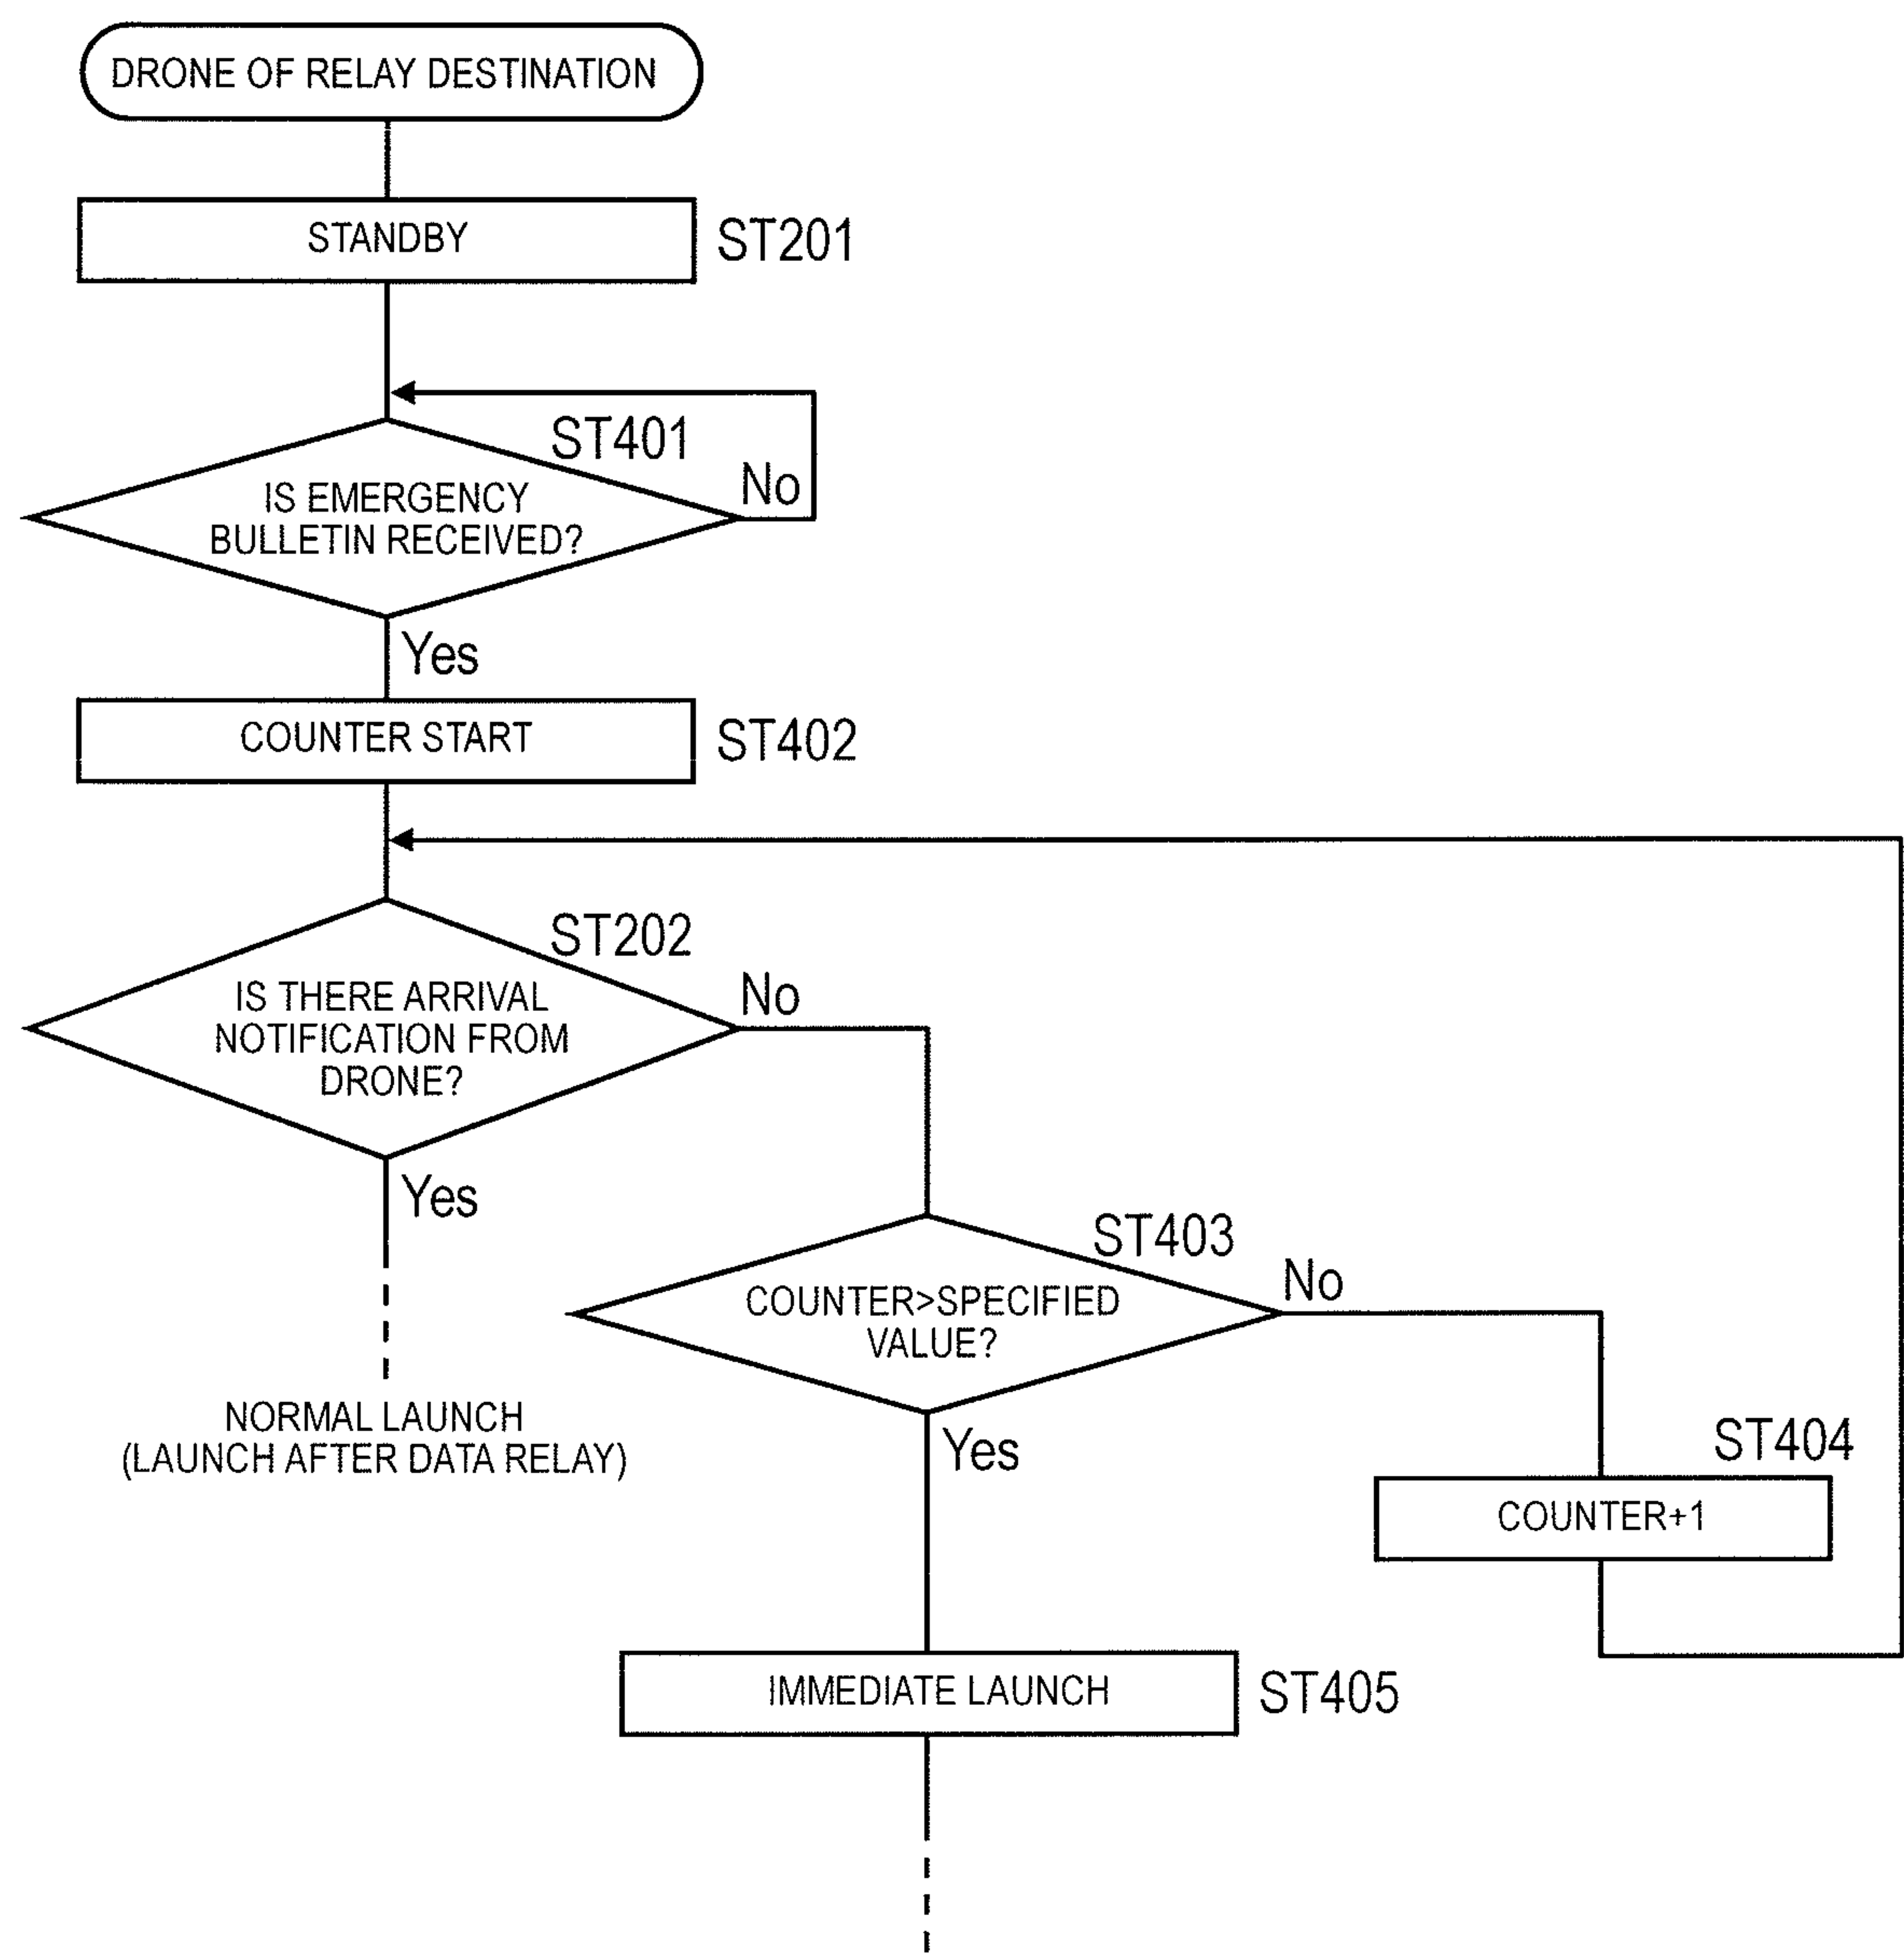 DRONE OF RELAY DESTINATION
STANDBY
ST201
ST401
No
IS EMERGENCY
BULLETIN RECEIVED?
Yes
COUNTER START
ST402
ST202
No
IS THERE ARRIVAL
NOTIFICATION FROM
DRONE?
Yes
NORMAL LAUNCH
(LAUNCH AFTER DATA RELAY)
ST403
No
COUNTER>SPECIFIED
VALUE?
Yes
ST404
COUNTER+1
IMMEDIATE LAUNCH
ST405